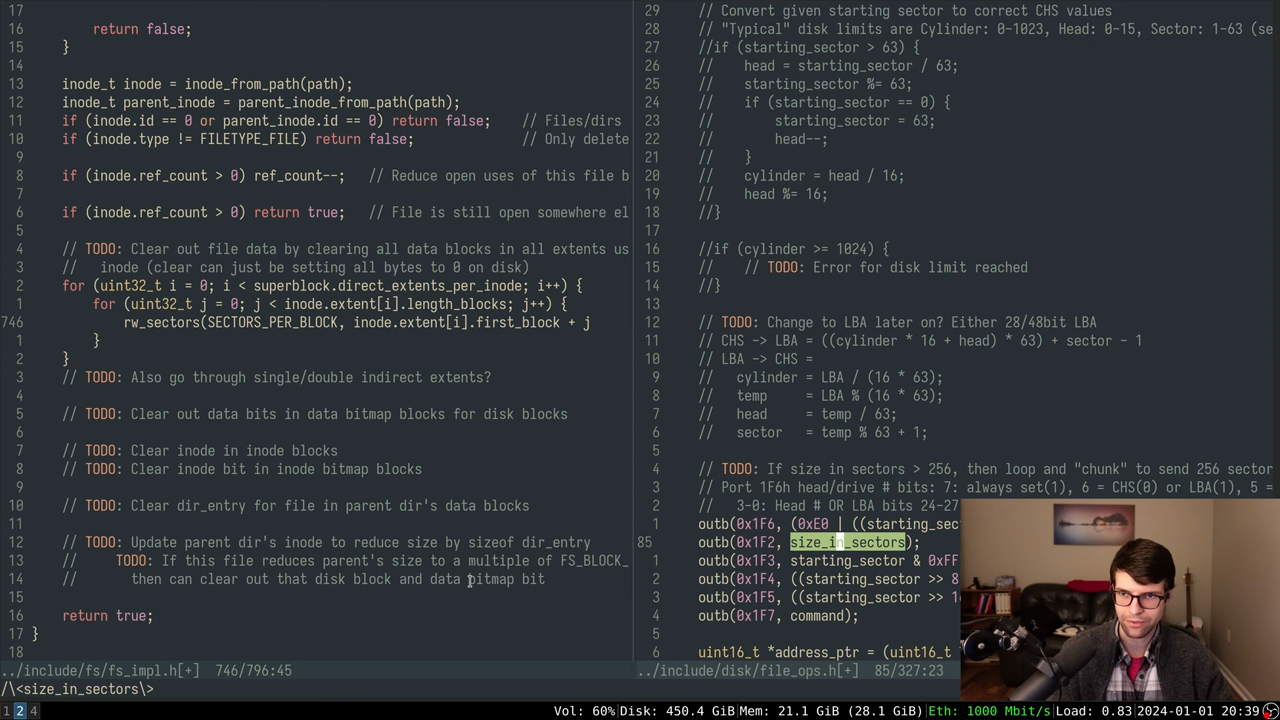 17
16         return false;
15     }
14
13     inode_t inode = inode_from_path(path);
12     inode_t parent_inode = parent_inode_from_path(path);
11     if (inode.id == 0 or parent_inode.id == 0) return false;    // Files/dirs
10     if (inode.type != FILETYPE_FILE) return false;              // Only delete
9
8     if (inode.ref_count > 0) ref_count--;   // Reduce open uses of this file b
7
6     if (inode.ref_count > 0) return true;   // File is still open somewhere el
5
4     // TODO: Clear out file data by clearing all data blocks in all extents us
3     //   inode (clear can just be setting all bytes to 0 on disk)
2     for (uint32_t i = 0; i < superblock.direct_extents_per_inode; i++) {
1         for (uint32_t j = 0; j < inode.extent[i].length_blocks; j++) {
746             rw_sectors(SECTORS_PER_BLOCK, inode.extent[i].first_block + j
1         }
2     }
3     // TODO: Also go through single/double indirect extents?
4
5     // TODO: Clear out data bits in data bitmap blocks for disk blocks
6
7     // TODO: Clear inode in inode blocks
8     // TODO: Clear inode bit in inode bitmap blocks
9
10     // TODO: Clear dir_entry for file in parent dir's data blocks
11
12     // TODO: Update parent dir's inode to reduce size by sizeof dir_entry
13     //     TODO: If this file reduces parent's size to a multiple of FS_BLOCK_
14     //       then can clear out that disk block and data bitmap bit
15
16     return true;
17 }
18
../include/fs/fs_impl.h[+]   746/796:45
29     // Convert given starting sector to correct CHS values
28     // "Typical" disk limits are Cylinder: 0-1023, Head: 0-15, Sector: 1-63 (se
27     //if (starting_sector > 63) {
26     //    head = starting_sector / 63;
25     //    starting_sector %= 63;
24     //    if (starting_sector == 0) {
23     //        starting_sector = 63;
22     //        head--;
21     //    }
20     //    cylinder = head / 16;
19     //    head %= 16;
18     //}
17
16     //if (cylinder >= 1024) {
15     //    // TODO: Error for disk limit reached
14     //}
13
12     // TODO: Change to LBA later on? Either 28/48bit LBA
11     // CHS -> LBA = ((cylinder * 16 + head) * 63) + sector - 1
10     // LBA -> CHS =
9     //   cylinder = LBA / (16 * 63);
8     //   temp     = LBA % (16 * 63);
7     //   head     = temp / 63;
6     //   sector   = temp % 63 + 1;
5
4     // TODO: If size in sectors > 256, then loop and "chunk" to send 256 sector
3     // Port 1F6h head/drive # bits: 7: always set(1), 6 = CHS(0) or LBA(1), 5 =
2     //   3-0: Head # OR LBA bits 24-27
1     outb(0x1F6, (0xE0 | ((starting_sec
85     outb(0x1F2, size_in_sectors);
1     outb(0x1F3, starting_sector & 0xFF
2     outb(0x1F4, ((starting_sector >> 8
3     outb(0x1F5, ((starting_sector >> 1
4     outb(0x1F7, command);
5
6     uint16_t *address_ptr = (uint16_t
../include/disk/file_ops.h[+]   85/327:23
/\<size_in_sectors\>
1 2 4
Vol: 60%|Disk: 450.4 GiB|Mem: 21.1 GiB (28.1 GiB)|Eth: 1000 Mbit/s|Load: 0.83|2024-01-01 20:39